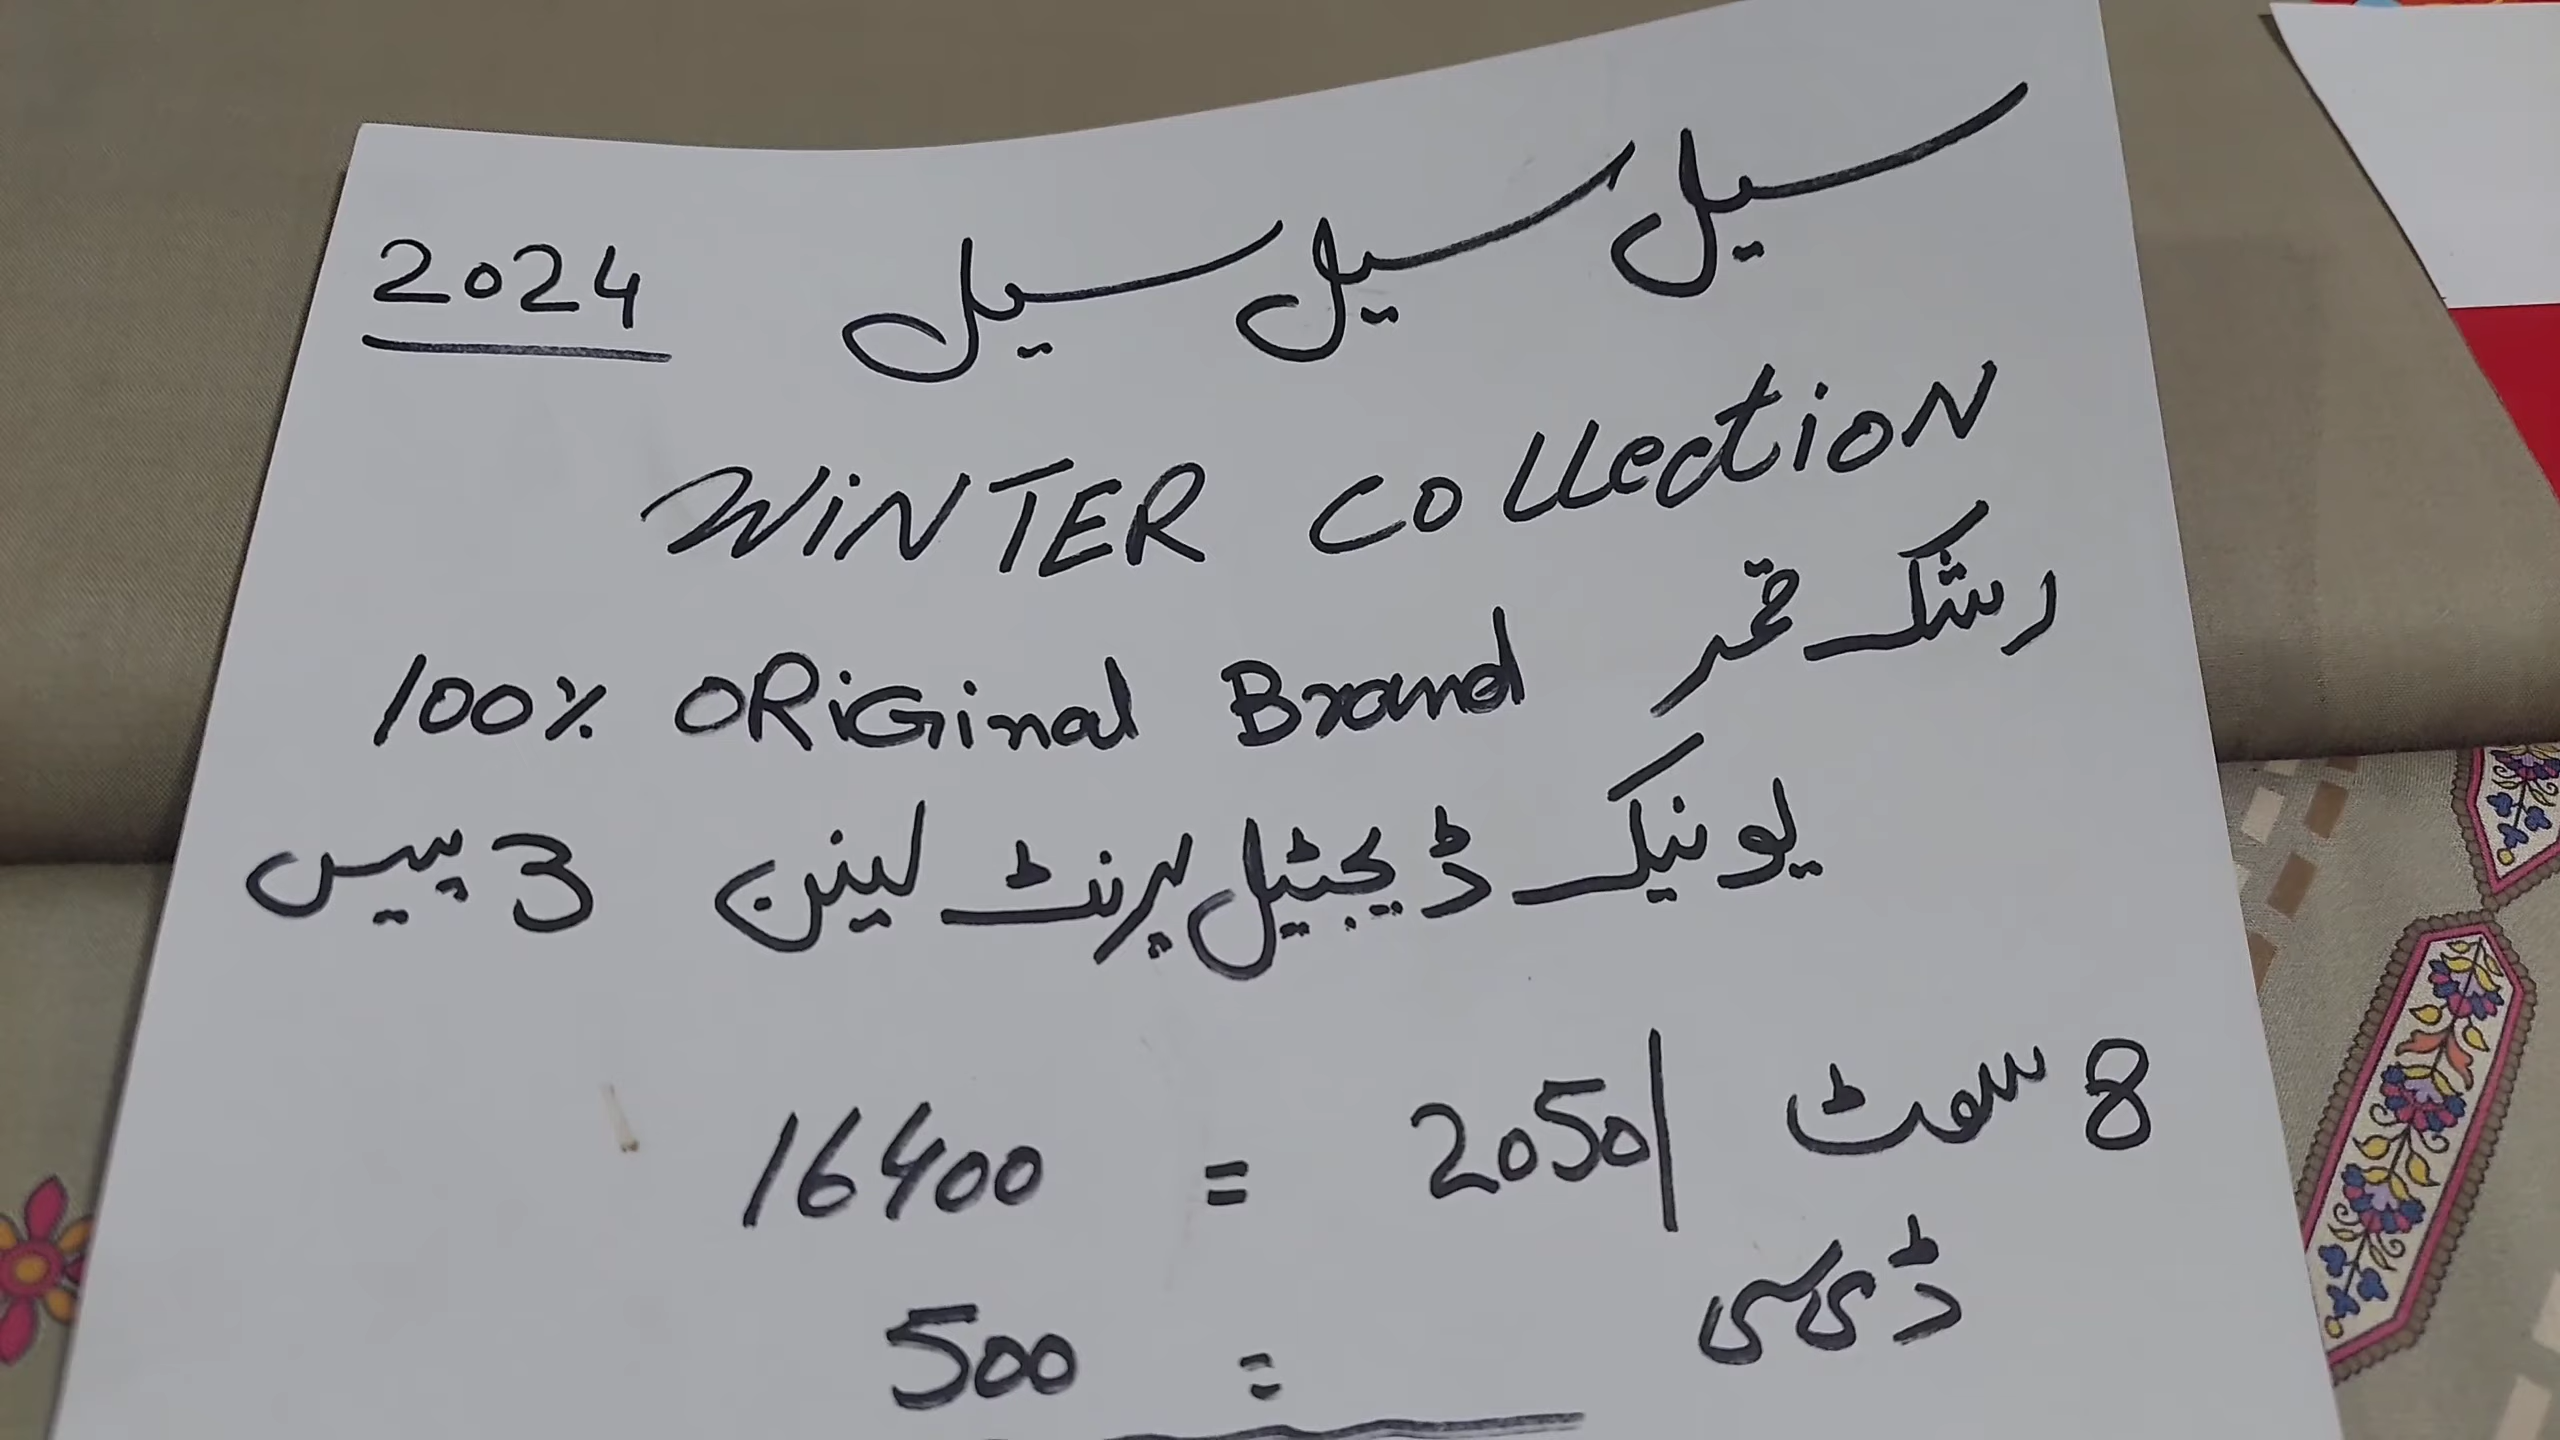 سیل سیل سیل 2024
WiNTER COLLection
رشک قمر 100% ORiGinal Brand
یونیک ڈیجیٹل پرنٹ لینن 3 پیس
8 سوٹ 2050/ = 16400
ڈی سی = 500